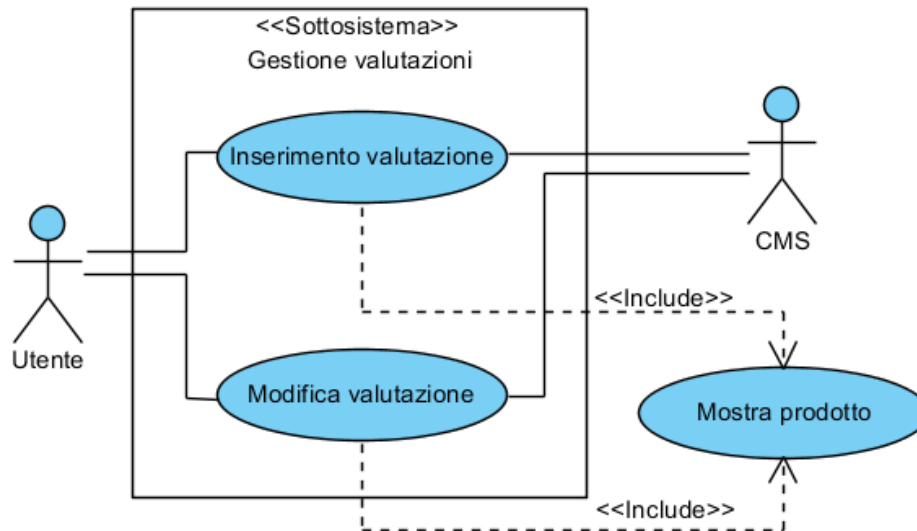 <<Sottosistema>>
Gestione valutazioni
Inserimento valutazione
CMS
Utente
<<Include>>
Modifica valutazione
Mostra prodotto
<<Include>>